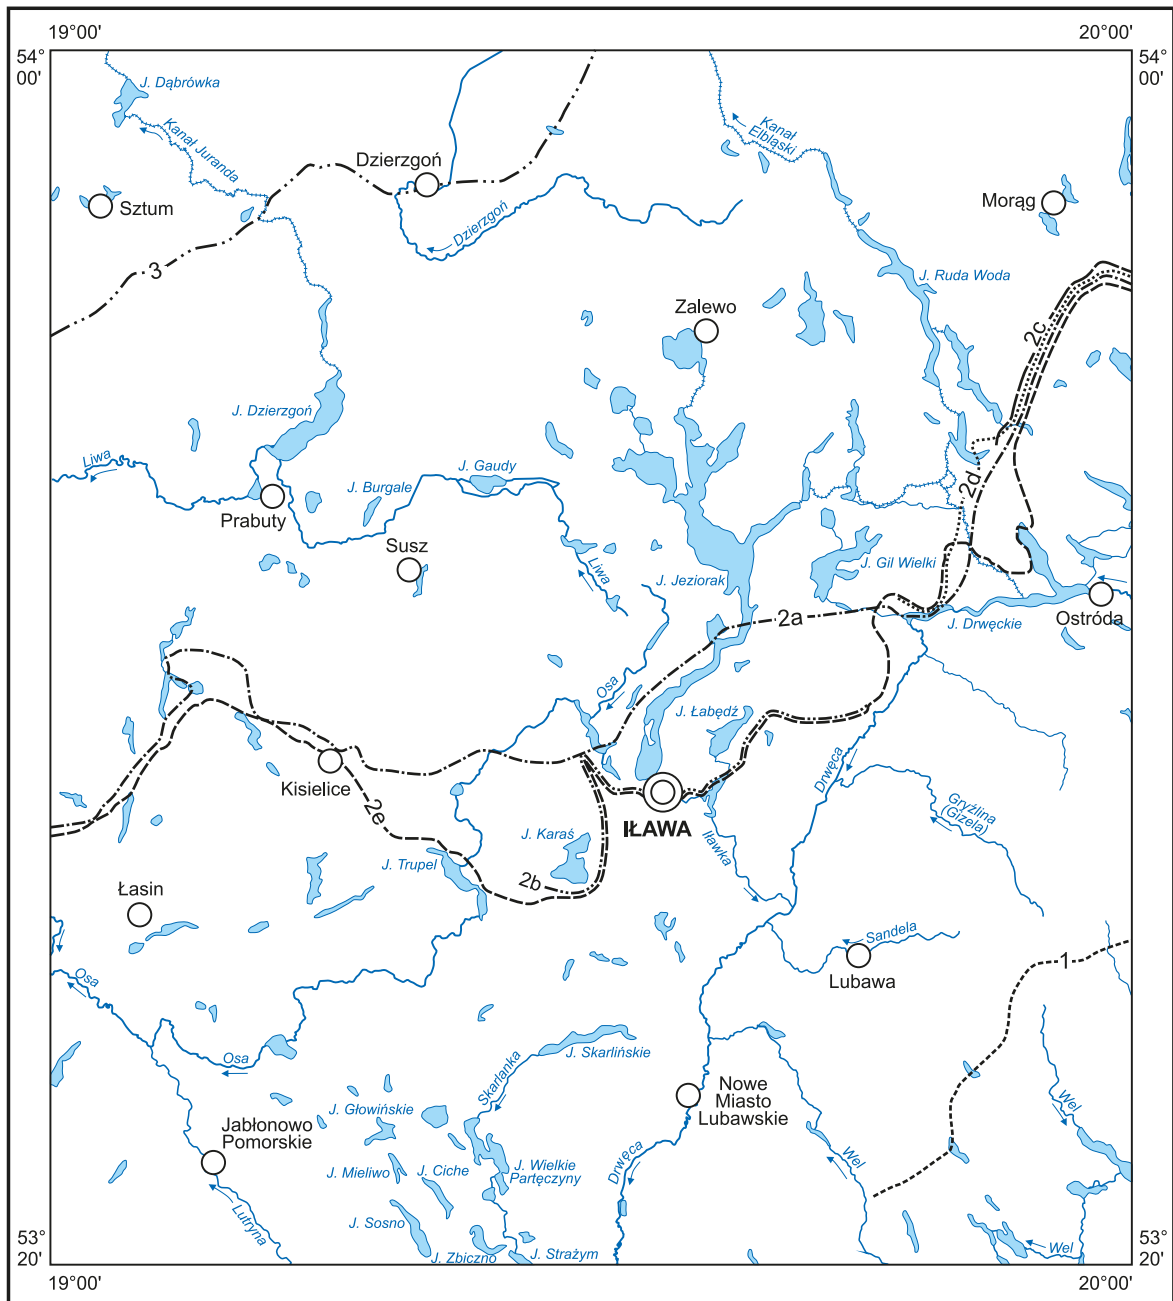 19°00'
20°00'
54°
00'
54°
00'
J. Dąbrówka
Kanał Juranda
Kanał
Elbląski
Dzierzgoń
Sztum
Morąg
Dzierzgoń
3
J. Ruda Woda
Zalewo
2c
J. Dzierzgoń
Liwa
J. Gaudy
J. Burgale
2d
Prabuty
Susz
J. Gil Wielki
Liwa
J. Jeziorak
2a
J. Drwęckie
Ostróda
Osa
J. Łabędź
Drwęca
Kisielice
2e
IŁAWA
Gryźlina
(Gizela)
J. Karaś
Iławka
J. Trupel
2b
Łasin
Sandela
1
Lubawa
Osa
Osa
J. Skarlińskie
Skarlanka
Nowe
Miasto
Lubawskie
Wel
J. Głowińskie
Jabłonowo
Pomorskie
Drwęca
Wel
J. Mieliwo
J. Ciche
J. Wielkie
Partęczyny
Lutryna
J. Sosno
J. Zbiczno
J. Strażym
Wel
53°
20'
53°
20'
19°00'
20°00'